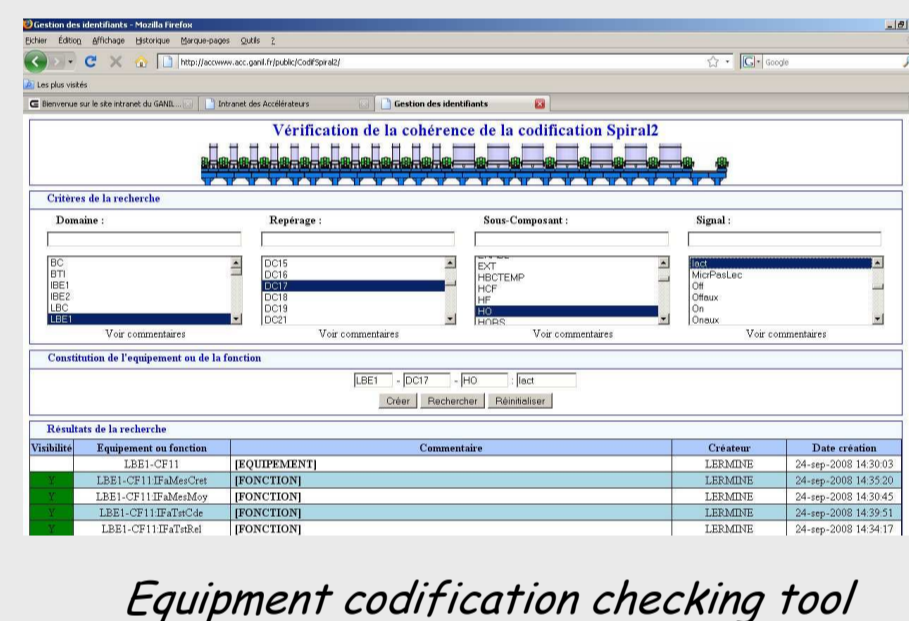 Gestion des identifiants - Mozilla Firefox
Fichier Édition Affichage Historique Marque-pages Outils ?
http://accwww.acc.ganil.fr/public/CodifSpiral2/ Google
Les plus visités
Bienvenue sur le site intranet du GANIL... Intranet des Accélérateurs Gestion des identifiants
Vérification de la cohérence de la codification Spiral2
Critères de la recherche
Domaine : Repérage : Sous-Composant : Signal :
BC DC15 EXT Iact
BTI DC16 HBCTEMP MicrPasLec
IBE1 DC17 HCF Off
IBE2 DC18 HF Offaux
LBC DC19 HO On
LBE1 DC21 HORS Onaux
Voir commentaires Voir commentaires Voir commentaires Voir commentaires
Constitution de l'equipement ou de la fonction
LBE1 - DC17 - HO : Iact
Créer Rechercher Réinitialiser
Résultats de la recherche
Visibilité Equipement ou fonction Commentaire Créateur Date création
LBE1-CF11 [EQUIPEMENT] LERMINE 24-sep-2008 14:30:03
Y LBE1-CF11:IFaMesCret [FONCTION] LERMINE 24-sep-2008 14:35:20
Y LBE1-CF11:IFaMesMoy [FONCTION] LERMINE 24-sep-2008 14:30:45
Y LBE1-CF11:IFaTstCde [FONCTION] LERMINE 24-sep-2008 14:39:51
Y LBE1-CF11:IFaTstRel [FONCTION] LERMINE 24-sep-2008 14:34:17
Equipment codification checking tool